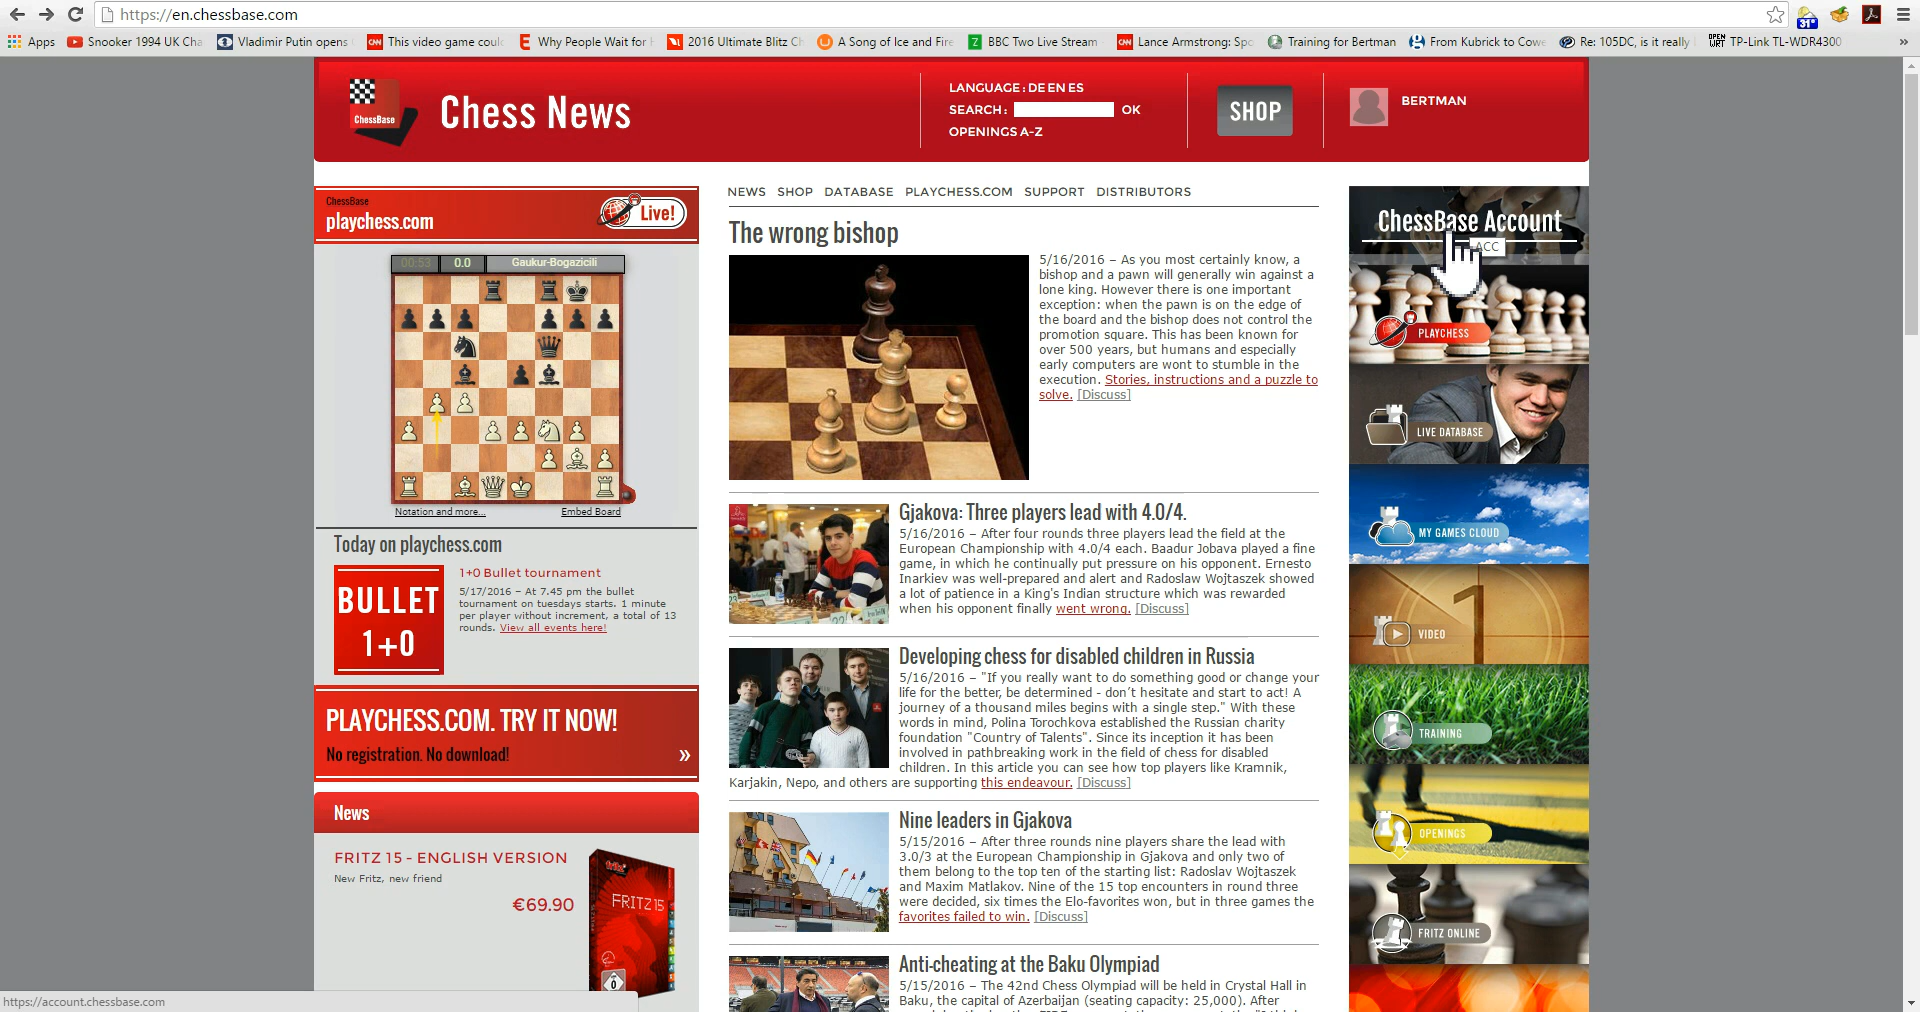 https://en.chessbase.com
Apps
Snooker 1994 UK Cha
Vladimir Putin opens
This video game coul
Why People Wait for
2016 Ultimate Blitz Ch
A Song of Ice and Fire
BBC Two Live Stream
Lance Armstrong: Spo
Training for Bertman
From Kubrick to Cowe
Re: 105DC, is it really
TP-Link TL-WDR4300
31°
ChessBase
Chess News
LANGUAGE: DE EN ES
SEARCH: OK
OPENINGS A-Z
SHOP
BERTMAN
ChessBase
playchess.com
Live!
00:53 0.0 Gaukur-Bogazicili
Notation and more...
Embed Board
Today on playchess.com
BULLET
1+0
1+0 Bullet tournament
5/17/2016 – At 7.45 pm the bullet
tournament on tuesdays starts. 1 minute
per player without increment, a total of 13
rounds. View all events here!
PLAYCHESS.COM. TRY IT NOW!
No registration. No download! »
News
FRITZ 15 - ENGLISH VERSION
New Fritz, new friend
€69.90
fritz
FRITZ15
0
https://account.chessbase.com
NEWS SHOP DATABASE PLAYCHESS.COM SUPPORT DISTRIBUTORS
The wrong bishop
5/16/2016 – As you most certainly know, a
bishop and a pawn will generally win against a
lone king. However there is one important
exception: when the pawn is on the edge of
the board and the bishop does not control the
promotion square. This has been known for
over 500 years, but humans and especially
early computers are wont to stumble in the
execution. Stories, instructions and a puzzle to
solve. [Discuss]
Gjakova: Three players lead with 4.0/4.
5/16/2016 – After four rounds three players lead the field at the
European Championship with 4.0/4 each. Baadur Jobava played a fine
game, in which he continually put pressure on his opponent. Ernesto
Inarkiev was well-prepared and alert and Radoslaw Wojtaszek showed
a lot of patience in a King's Indian structure which was rewarded
when his opponent finally went wrong. [Discuss]
Developing chess for disabled children in Russia
5/16/2016 – "If you really want to do something good or change your
life for the better, be determined - don't hesitate and start to act! A
journey of a thousand miles begins with a single step." With these
words in mind, Polina Torochkova established the Russian charity
foundation "Country of Talents". Since its inception it has been
involved in pathbreaking work in the field of chess for disabled
children. In this article you can see how top players like Kramnik,
Karjakin, Nepo, and others are supporting this endeavour. [Discuss]
Nine leaders in Gjakova
5/15/2016 – After three rounds nine players share the lead with
3.0/3 at the European Championship in Gjakova and only two of
them belong to the top ten of the starting list: Radoslav Wojtaszek
and Maxim Matlakov. Nine of the 15 top encounters in round three
were decided, six times the Elo-favorites won, but in three games the
favorites failed to win. [Discuss]
Anti-cheating at the Baku Olympiad
5/15/2016 – The 42nd Chess Olympiad will be held in Crystal Hall in
Baku, the capital of Azerbaijan (seating capacity: 25,000). After
ChessBase Account
ACC
PLAYCHESS
LIVE DATABASE
MY GAMES CLOUD
1
VIDEO
TRAINING
OPENINGS
FRITZ ONLINE